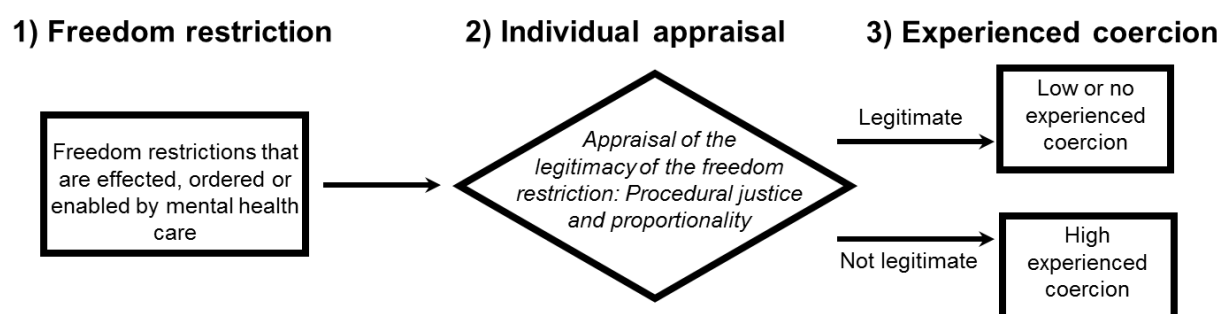 1) Freedom restriction
2) Individual appraisal
3) Experienced coercion
Freedom restrictions that
are effected, ordered or
enabled by mental health
care
Appraisal of the
legitimacy of the freedom
restriction: Procedural justice
and proportionality
Legitimate
Not legitimate
Low or no
experienced
coercion
High
experienced
coercion